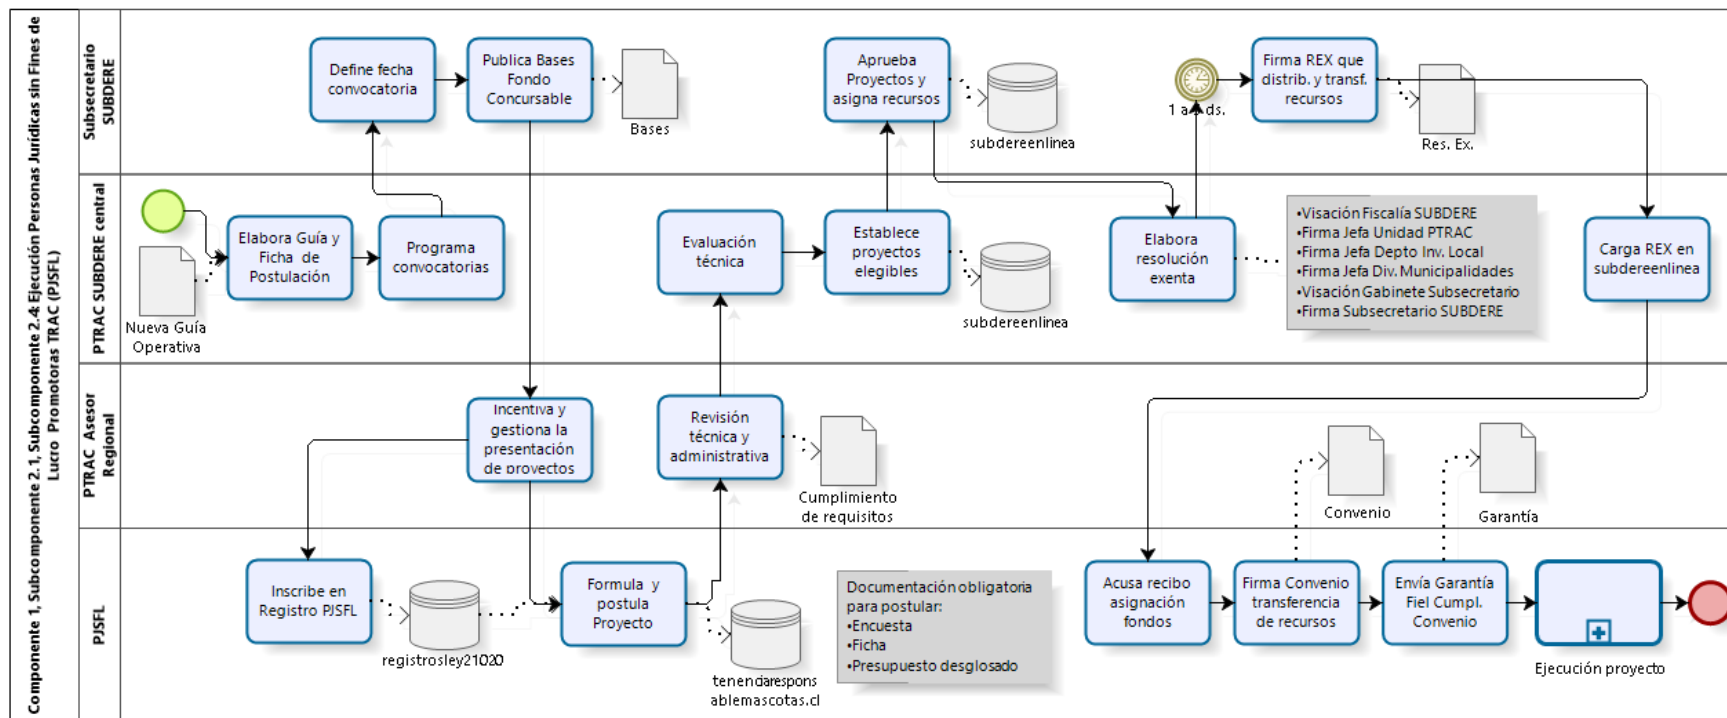 Componente 1, Subcomponente 2.1, Subcomponente 2.4: Ejecución Personas Jurídicas sin Fines de
Lucro Promotoras TRAC (PJSFL)
Subsecretario
SUBDERE
Define fecha
convocatoria
Publica Bases
Fondo
Concursable
Bases
Aprueba
Proyectos y
asigna recursos
subdereenlinea
1 a 3 ds.
Firma REX que
distrib. y transf.
recursos
Res. Ex.
PTRAC SUBDERE central
Nueva Guía
Operativa
Elabora Guía y
Ficha de
Postulación
Programa
convocatorias
Evaluación
técnica
Establece
proyectos
elegibles
subdereenlinea
Elabora
resolución
exenta
•Visación Fiscalía SUBDERE
•Firma Jefa Unidad PTRAC
•Firma Jefa Depto Inv. Local
•Firma Jefa Div. Municipalidades
•Visación Gabinete Subsecretario
•Firma Subsecretario SUBDERE
Carga REX en
subdereenlinea
PTRAC Asesor
Regional
Incentiva y
gestiona la
presentación
de proyectos
Revisión
técnica y
administrativa
Cumplimiento
de requisitos
Convenio
Garantía
PJSFL
Inscribe en
Registro PJSFL
registrosley21020
Formula y
postula
Proyecto
tenenciarespons
ablemascotas.cl
Documentación obligatoria
para postular:
•Encuesta
•Ficha
•Presupuesto desglosado
Acusa recibo
asignación
fondos
Firma Convenio
transferencia
de recursos
Envía Garantía
Fiel Cumpl.
Convenio
Ejecución proyecto